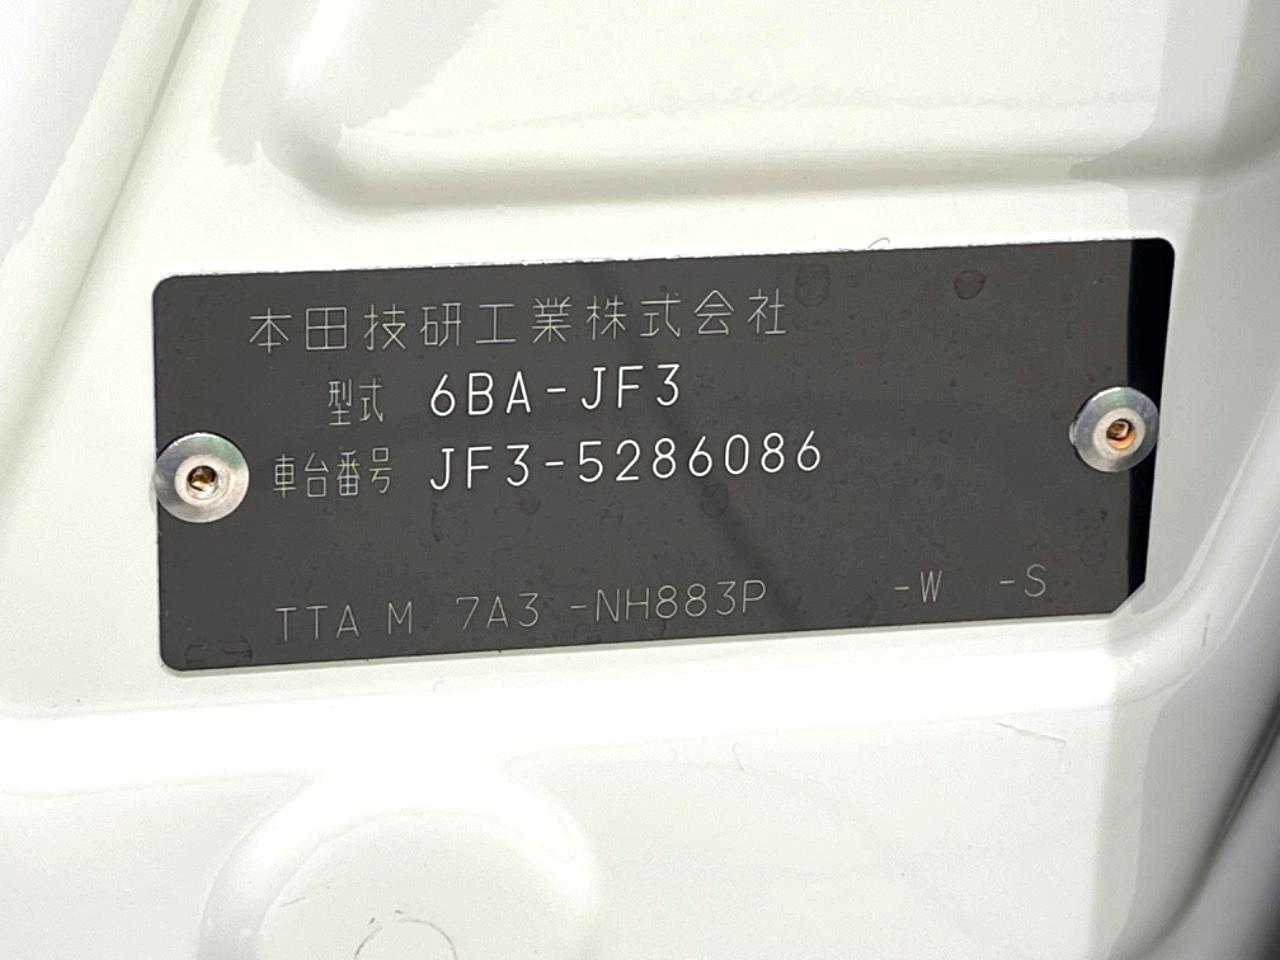 本田技研工業株式会社
型式 6BA-JF3
車台番号 JF3-5286086
TTA M 7A3 -NH883P -W -S